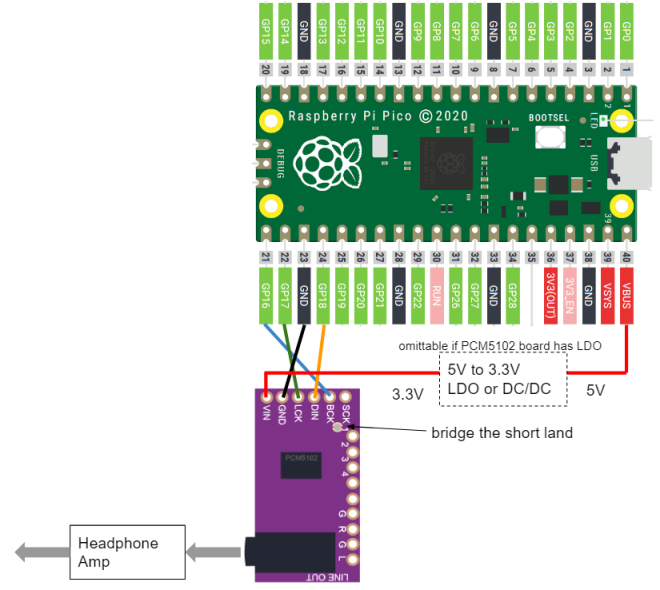 GP15 GP14 GND GP13 GP12 GP11 GP10 GND GP9 GP8 GP7 GP6 GND GP5 GP4 GP3 GP2 GND GP1 GP0
20 19 18 17 16 15 14 13 12 11 10 9 8 7 6 5 4 3 2 1
2 1
Raspberry Pi Pico © 2020
BOOTSEL
LED
DEBUG
USB
39
21 22 23 24 25 26 27 28 29 30 31 32 33 34 35 36 37 38 39 40
GP16 GP17 GND GP18 GP19 GP20 GP21 GND GP22 RUN GP26 GP27 GND GP28 3V3(OUT) 3V3_EN GND VSYS VBUS
omittable if PCM5102 board has LDO
5V to 3.3V
LDO or DC/DC
3.3V
5V
VIN GND LCK DIN BCK SCK
1
bridge the short land
2
3
4
PCM5102
G
R
G
L
LINE OUT
Headphone
Amp